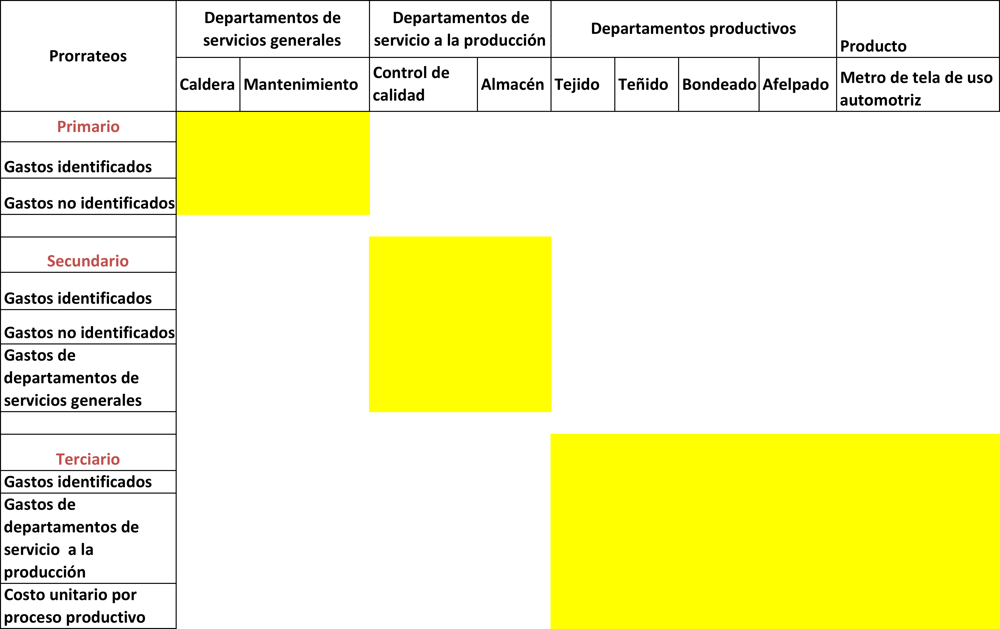 Prorrateos
Departamentos de
servicios generales
Departamentos de
servicio a la producción
Departamentos productivos
Producto
Caldera
Mantenimiento
Control de
calidad
Almacén
Tejido
Teñido
Bondeado
Afelpado
Metro de tela de uso
automotriz
Primario
Gastos identificados
Gastos no identificados
Secundario
Gastos identificados
Gastos no identificados
Gastos de
departamentos de
servicios generales
Terciario
Gastos identificados
Gastos de
departamentos de
servicio  a la
producción
Costo unitario por
proceso productivo